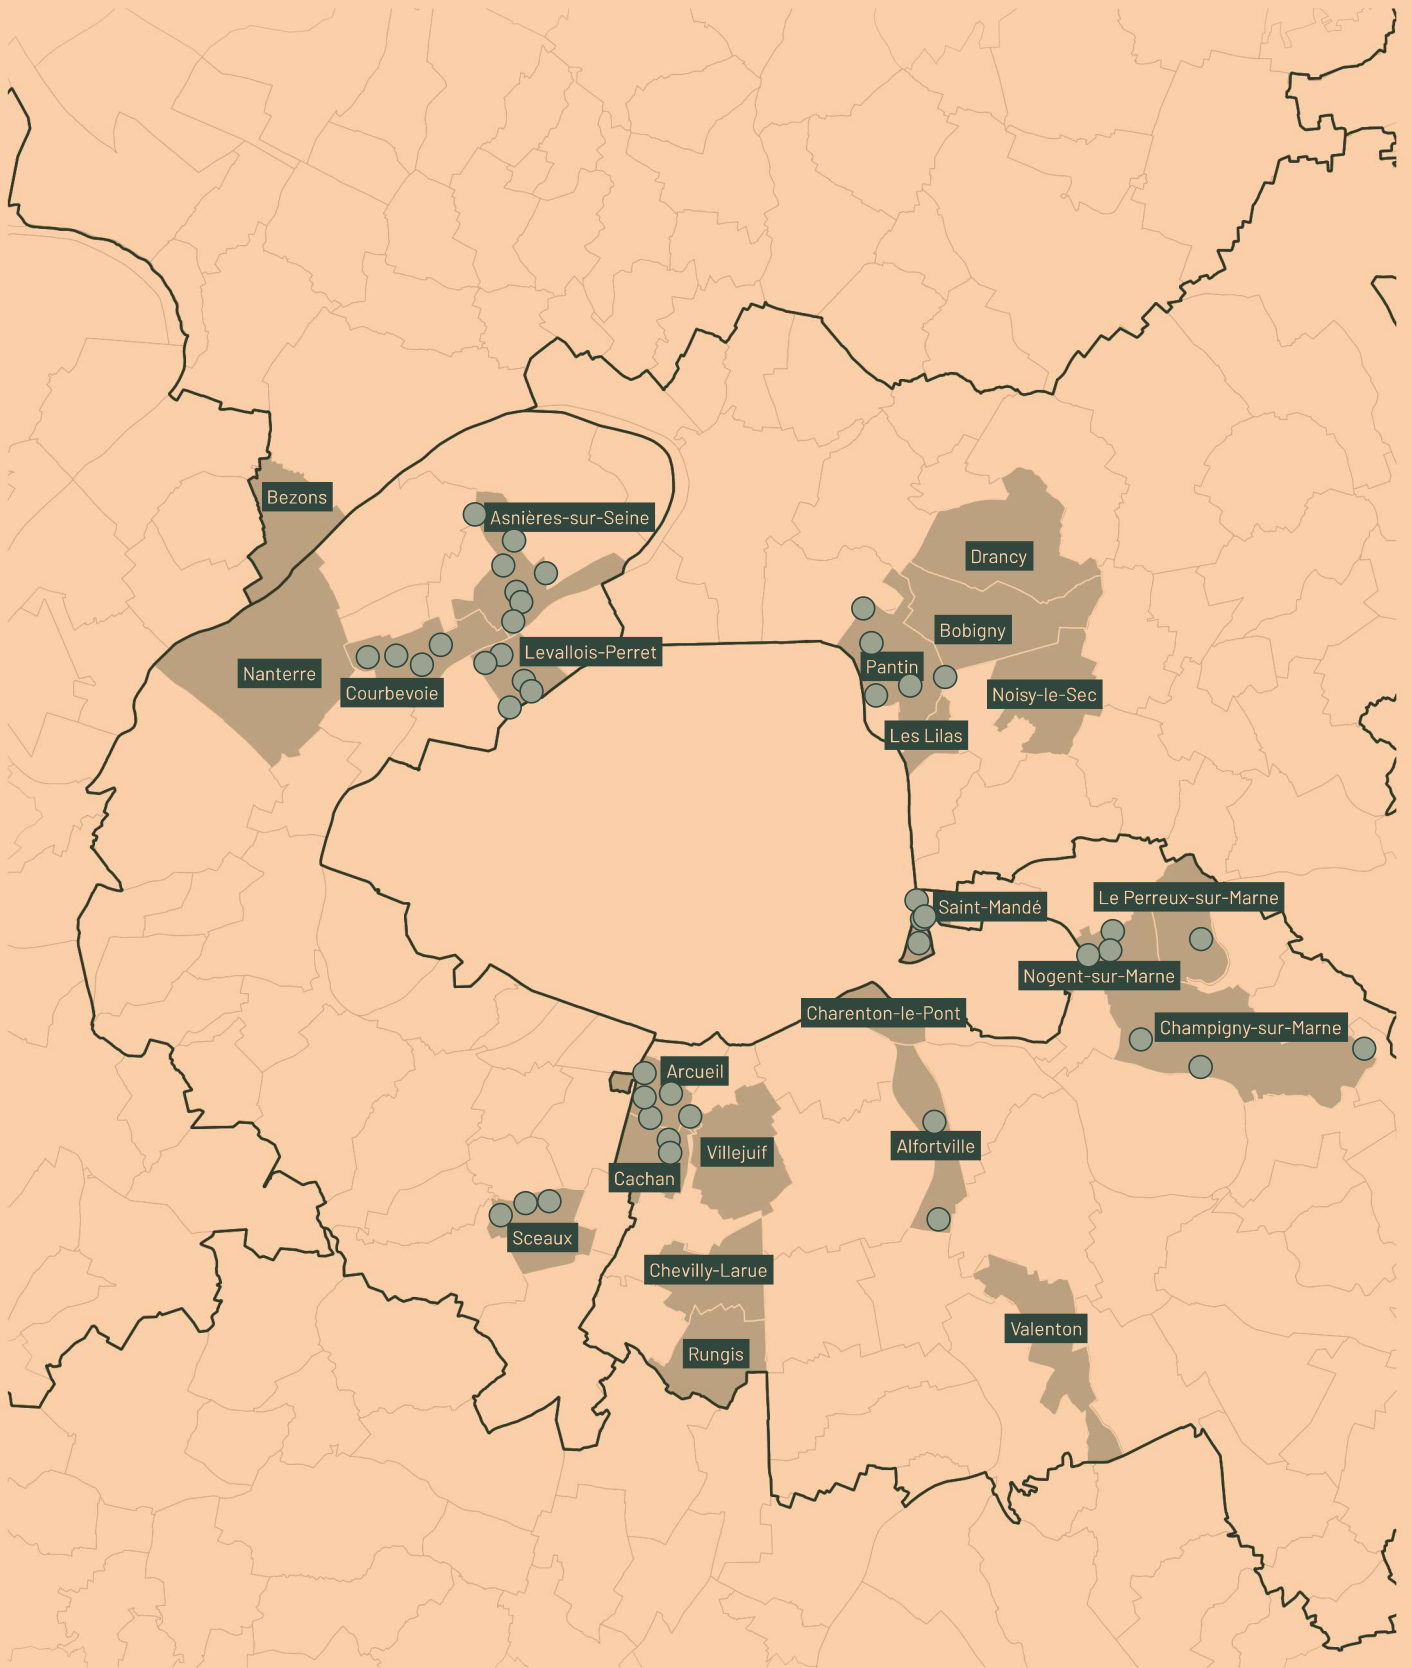 Bezons
Asnières-sur-Seine
Drancy
Bobigny
Levallois-Perret
Pantin
Nanterre
Courbevoie
Noisy-le-Sec
Les Lilas
Le Perreux-sur-Marne
Saint-Mandé
Nogent-sur-Marne
Charenton-le-Pont
Champigny-sur-Marne
Arcueil
Alfortville
Villejuif
Cachan
Sceaux
Chevilly-Larue
Valenton
Rungis